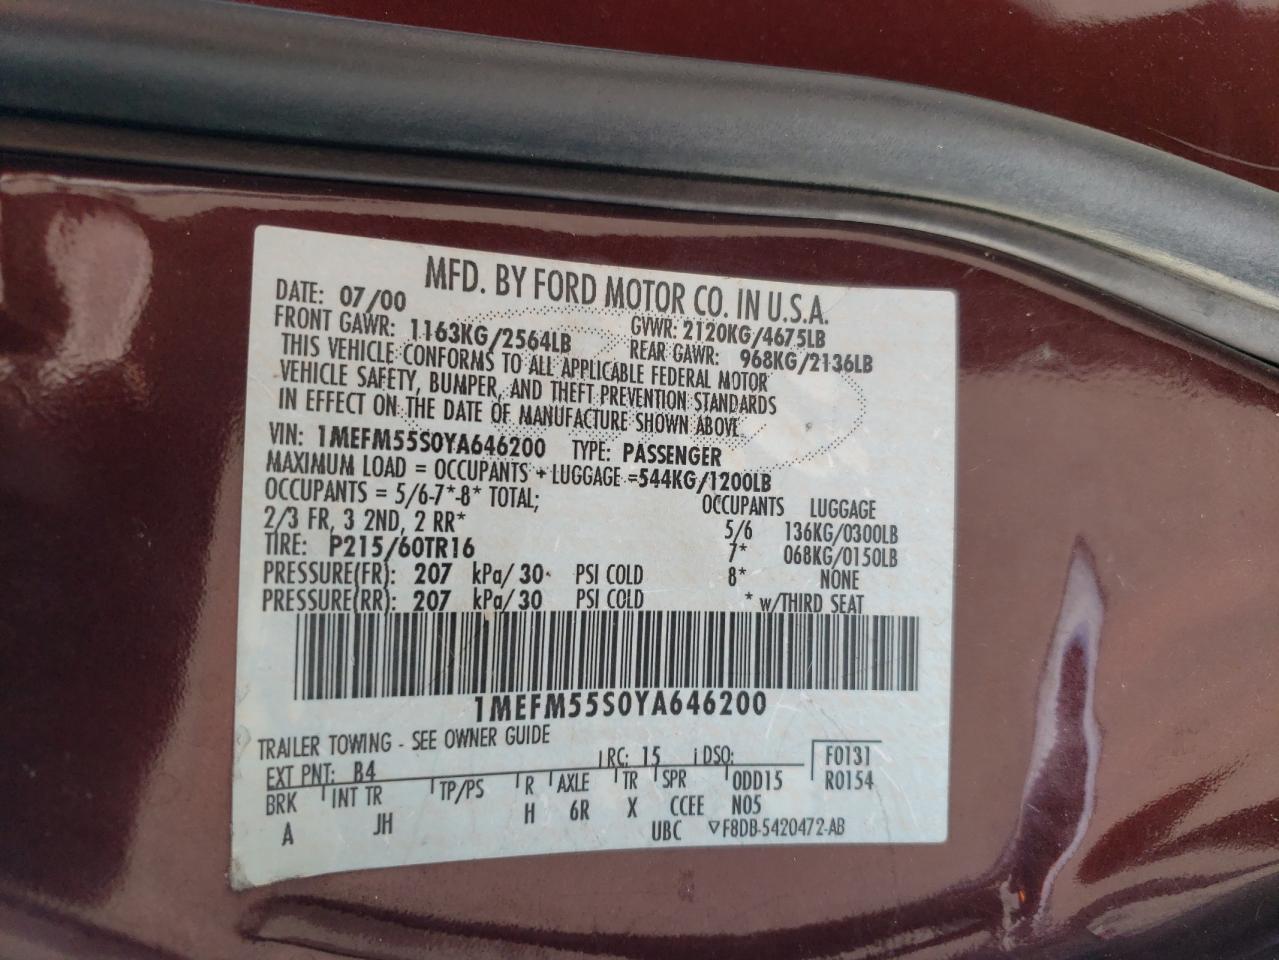 MFD. BY FORD MOTOR CO. IN U.S.A.
DATE: 07/00 GVWR: 2120KG/4675LB
FRONT GAWR: 1163KG/2564LB REAR GAWR: 968KG/2136LB
THIS VEHICLE CONFORMS TO ALL APPLICABLE FEDERAL MOTOR
VEHICLE SAFETY, BUMPER, AND THEFT PREVENTION STANDARDS
IN EFFECT ON THE DATE OF MANUFACTURE SHOWN ABOVE.
VIN: 1MEFM55S0YA646200 TYPE: PASSENGER
MAXIMUM LOAD = OCCUPANTS + LUGGAGE =544KG/1200LB
OCCUPANTS = 5/6-7*-8* TOTAL; OCCUPANTS LUGGAGE
2/3 FR, 3 2ND, 2 RR* 5/6 136KG/0300LB
TIRE: P215/60TR16 7* 068KG/0150LB
PRESSURE(FR): 207 kPa/30 PSI COLD 8* NONE
PRESSURE(RR): 207 kPa/30 PSI COLD * w/THIRD SEAT
1MEFM55S0YA646200
TRAILER TOWING - SEE OWNER GUIDE
EXT PNT: B4 RC: 15 DSO: F0131
BRK INT TR TP/PS R AXLE TR SPR ODD15 R0154
A JH H 6R X CCEE N05
UBC ▽F8DB-5420472-AB